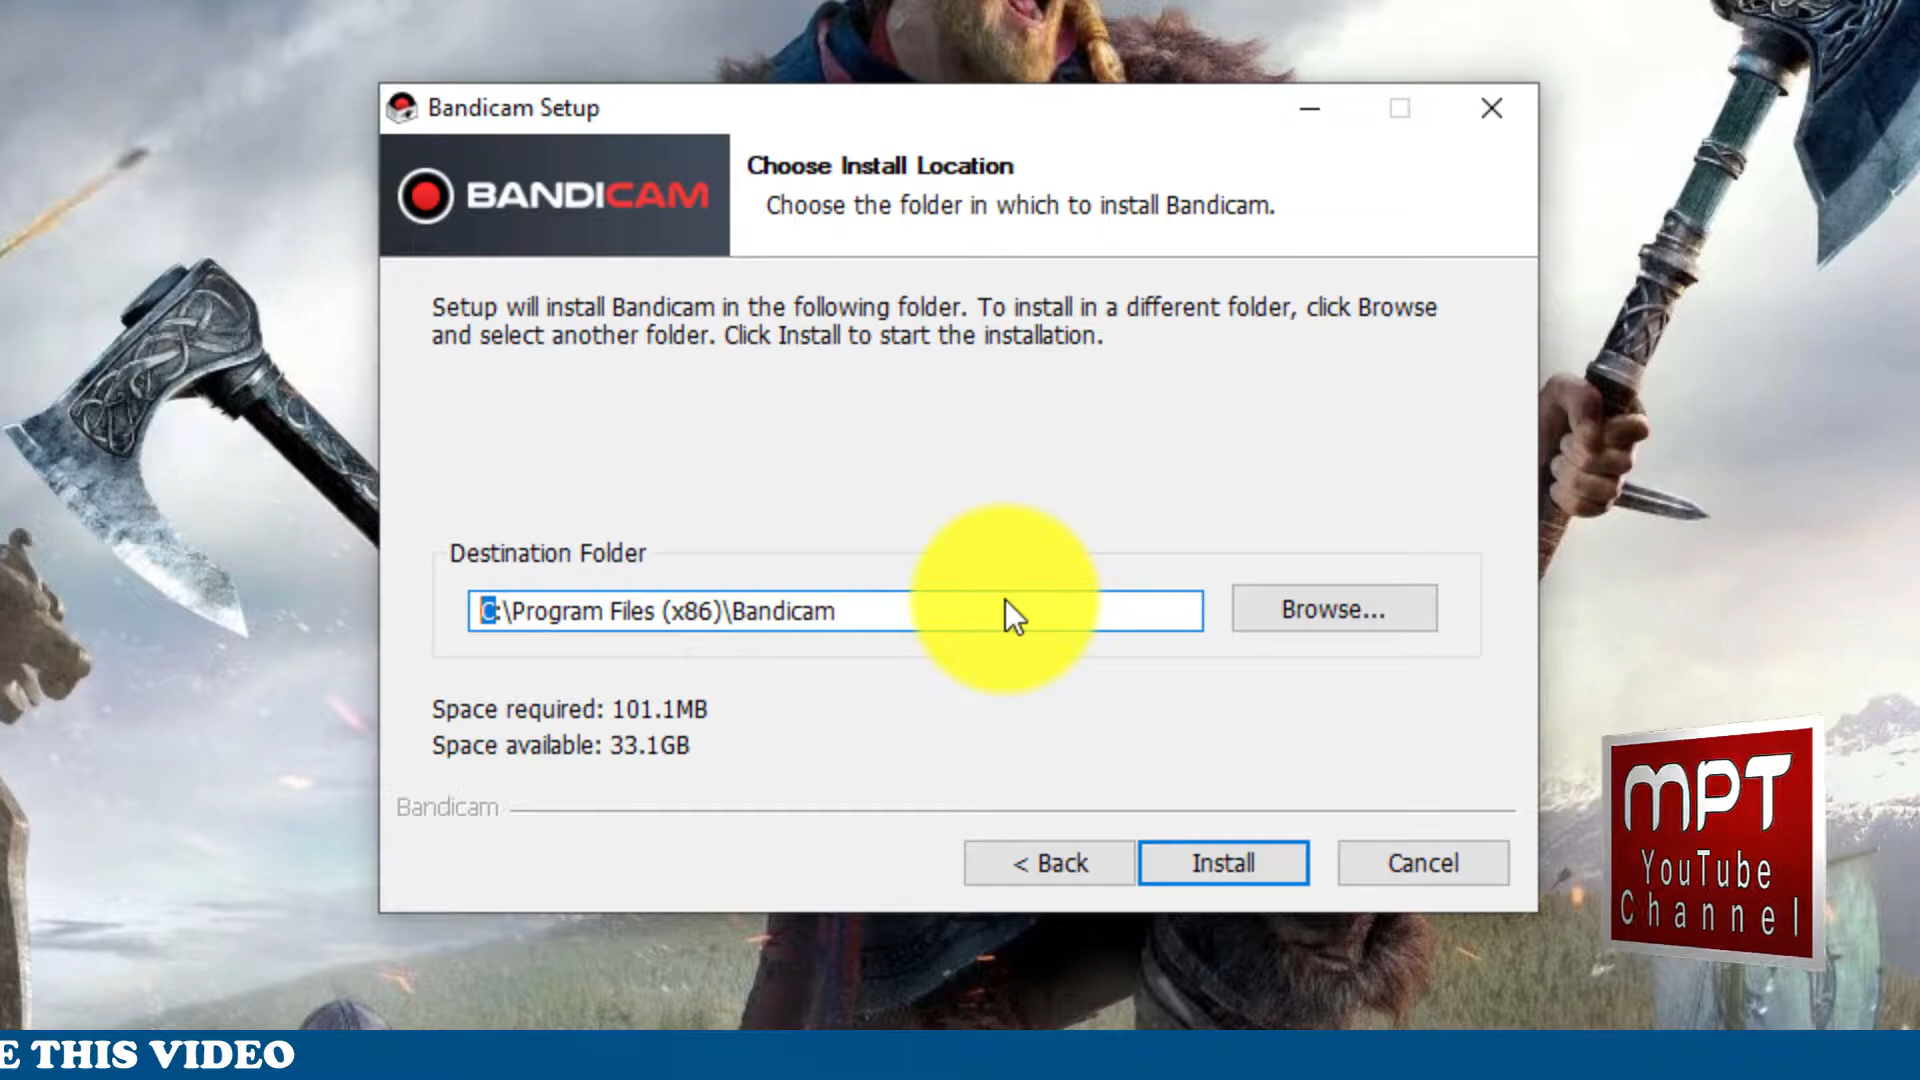 Bandicam Setup
BANDICAM
Choose Install Location
Choose the folder in which to install Bandicam.
Setup will install Bandicam in the following folder. To install in a different folder, click Browse
and select another folder. Click Install to start the installation.
Destination Folder
C:\Program Files (x86)\Bandicam
Browse...
Space required: 101.1MB
Space available: 33.1GB
Bandicam
< Back
Install
Cancel
MPT
YouTube
Channel
E THIS VIDEO